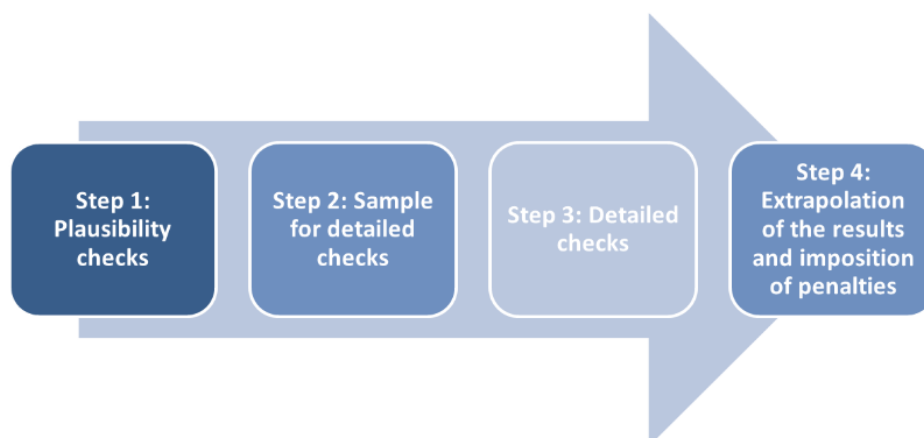 Step 1:
Plausibility
checks
Step 2: Sample
for detailed
checks
Step 3: Detailed
checks
Step 4:
Extrapolation
of the results
and imposition
of penalties